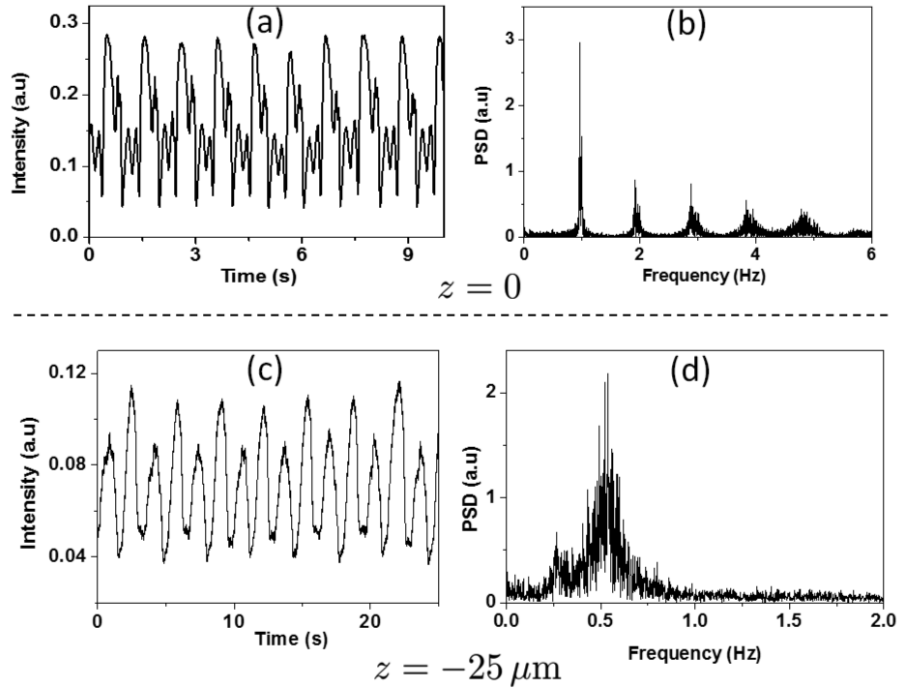 (a)
Intensity (a.u)
0.3
0.2
0.1
0.0
0 3 6 9
Time (s)
(b)
PSD (a.u)
3
2
1
0
0 2 4 6
Frequency (Hz)
z = 0
(c)
Intensity (a.u)
0.12
0.08
0.04
0 10 20
Time (s)
(d)
PSD (a.u)
2
1
0
0.0 0.5 1.0 1.5 2.0
Frequency (Hz)
z = −25 μm